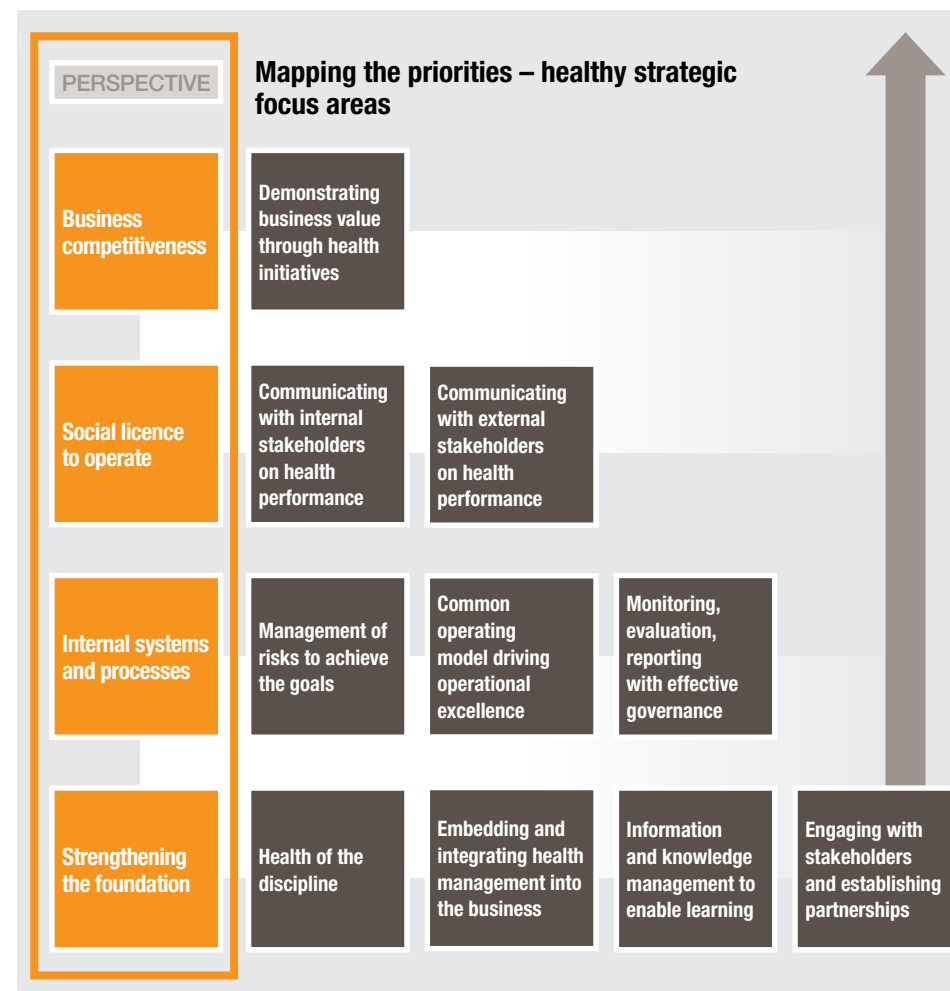 PERSPECTIVE
Mapping the priorities – healthy strategic
focus areas
Business
competitiveness
Demonstrating
business value
through health
initiatives
Social licence
to operate
Communicating
with internal
stakeholders
on health
performance
Communicating
with external
stakeholders
on health
performance
Internal systems
and processes
Management of
risks to achieve
the goals
Common
operating
model driving
operational
excellence
Monitoring,
evaluation,
reporting
with effective
governance
Strengthening
the foundation
Health of the
discipline
Embedding and
integrating health
management into
the business
Information
and knowledge
management to
enable learning
Engaging with
stakeholders
and establishing
partnerships